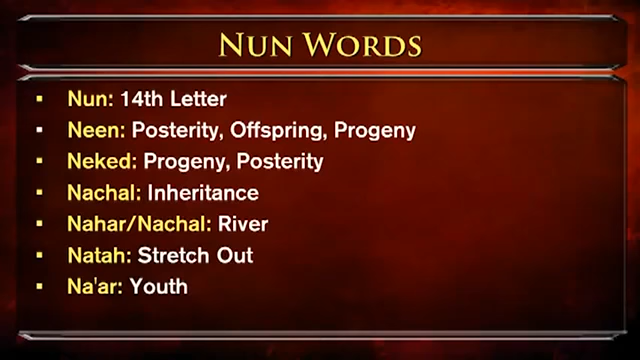 NUN WORDS
▪ Nun: 14th Letter
▪ Neen: Posterity, Offspring, Progeny
▪ Neked: Progeny, Posterity
▪ Nachal: Inheritance
▪ Nahar/Nachal: River
▪ Natah: Stretch Out
▪ Na'ar: Youth